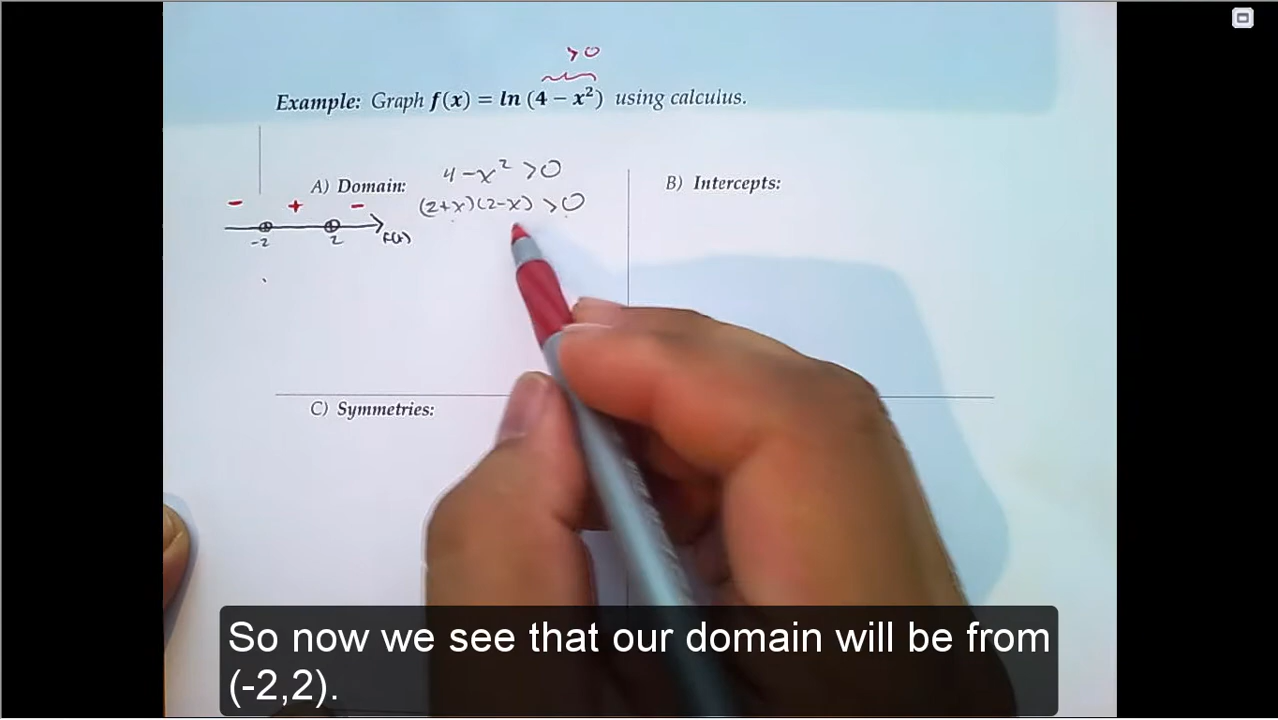 > 0
Example: Graph f(x) = ln (4 − x²) using calculus.
A) Domain:
4 - x² > 0
(2+x)(2-x) > 0
− + −
-2 2 f(x)
B) Intercepts:
C) Symmetries:
So now we see that our domain will be from
(-2,2).